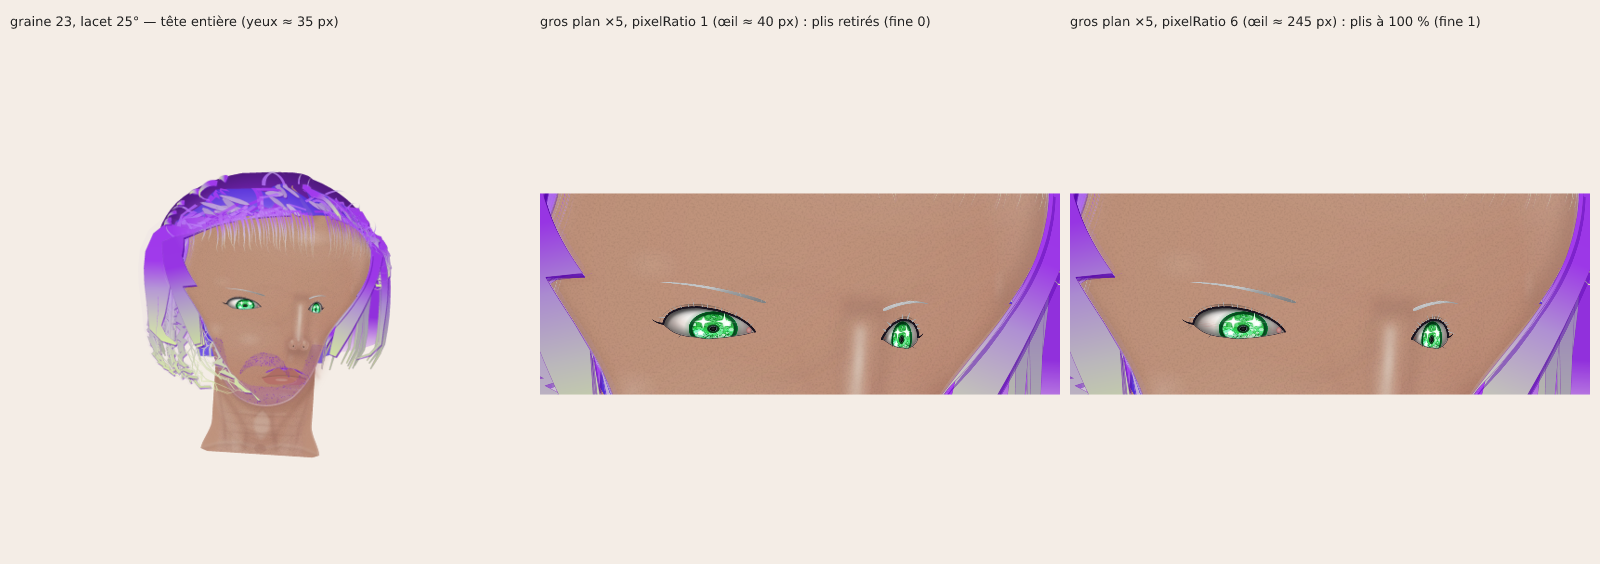 graine 23, lacet 25° — tête entière (yeux ≈ 35 px)
gros plan ×5, pixelRatio 1 (œil ≈ 40 px) : plis retirés (fine 0)
gros plan ×5, pixelRatio 6 (œil ≈ 245 px) : plis à 100 % (fine 1)